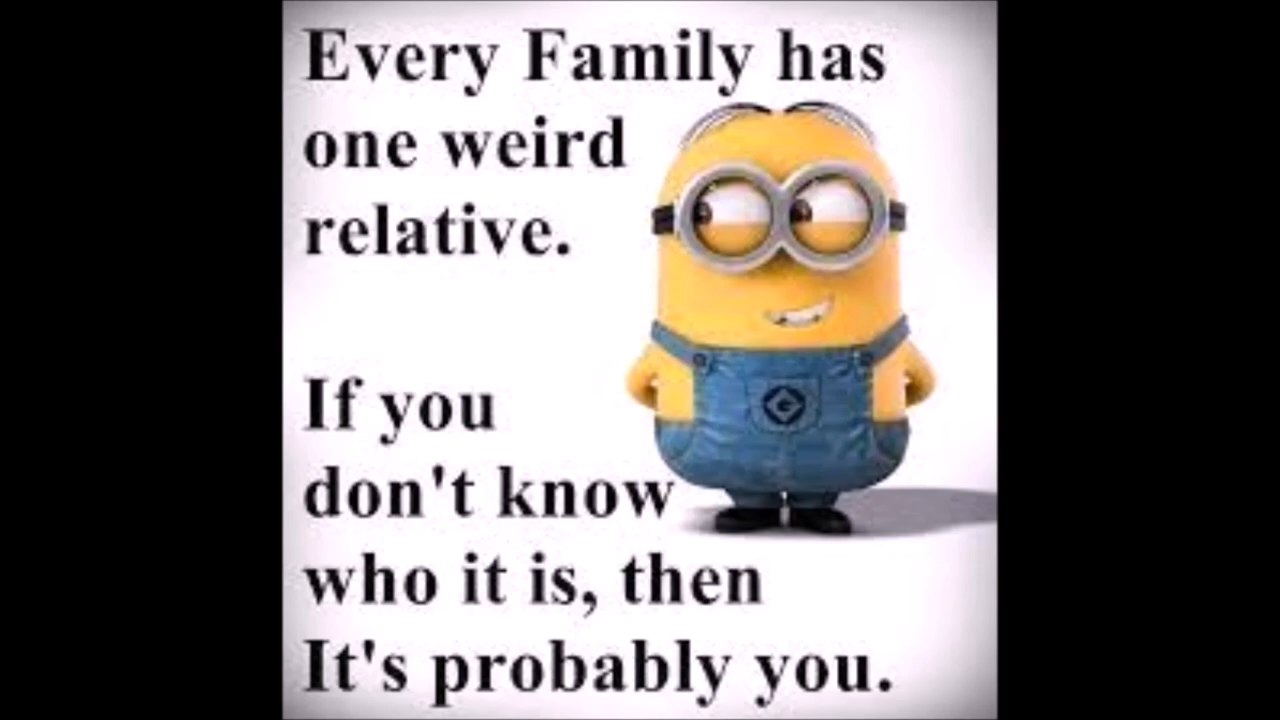 Every Family has
one weird
relative.
If you
don't know
who it is, then
It's probably you.